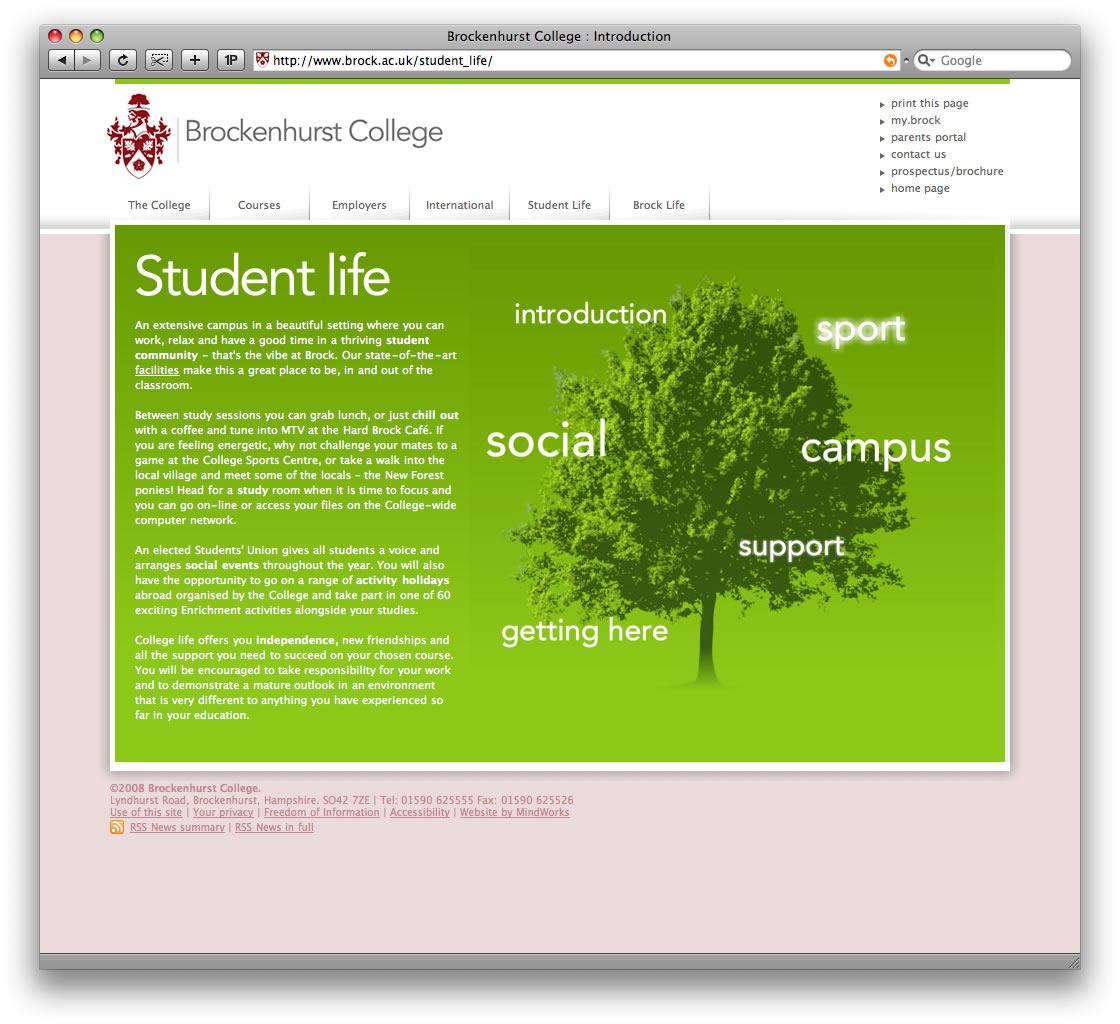 Brockenhurst College : Introduction
1P
http://www.brock.ac.uk/student_life/
Google
Brockenhurst College
print this page
my.brock
parents portal
contact us
prospectus/brochure
home page
The College
Courses
Employers
International
Student Life
Brock Life
Student life
An extensive campus in a beautiful setting where you can
work, relax and have a good time in a thriving student
community – that's the vibe at Brock. Our state-of-the-art
facilities make this a great place to be, in and out of the
classroom.
Between study sessions you can grab lunch, or just chill out
with a coffee and tune into MTV at the Hard Brock Café. If
you are feeling energetic, why not challenge your mates to a
game at the College Sports Centre, or take a walk into the
local village and meet some of the locals – the New Forest
ponies! Head for a study room when it is time to focus and
you can go on-line or access your files on the College-wide
computer network.
An elected Students' Union gives all students a voice and
arranges social events throughout the year. You will also
have the opportunity to go on a range of activity holidays
abroad organised by the College and take part in one of 60
exciting Enrichment activities alongside your studies.
College life offers you independence, new friendships and
all the support you need to succeed on your chosen course.
You will be encouraged to take responsibility for your work
and to demonstrate a mature outlook in an environment
that is very different to anything you have experienced so
far in your education.
introduction
sport
social
campus
support
getting here
©2008 Brockenhurst College.
Lyndhurst Road, Brockenhurst, Hampshire. SO42 7ZE | Tel: 01590 625555 Fax: 01590 625526
Use of this site | Your privacy | Freedom of Information | Accessibility | Website by MindWorks
RSS News summary | RSS News in full